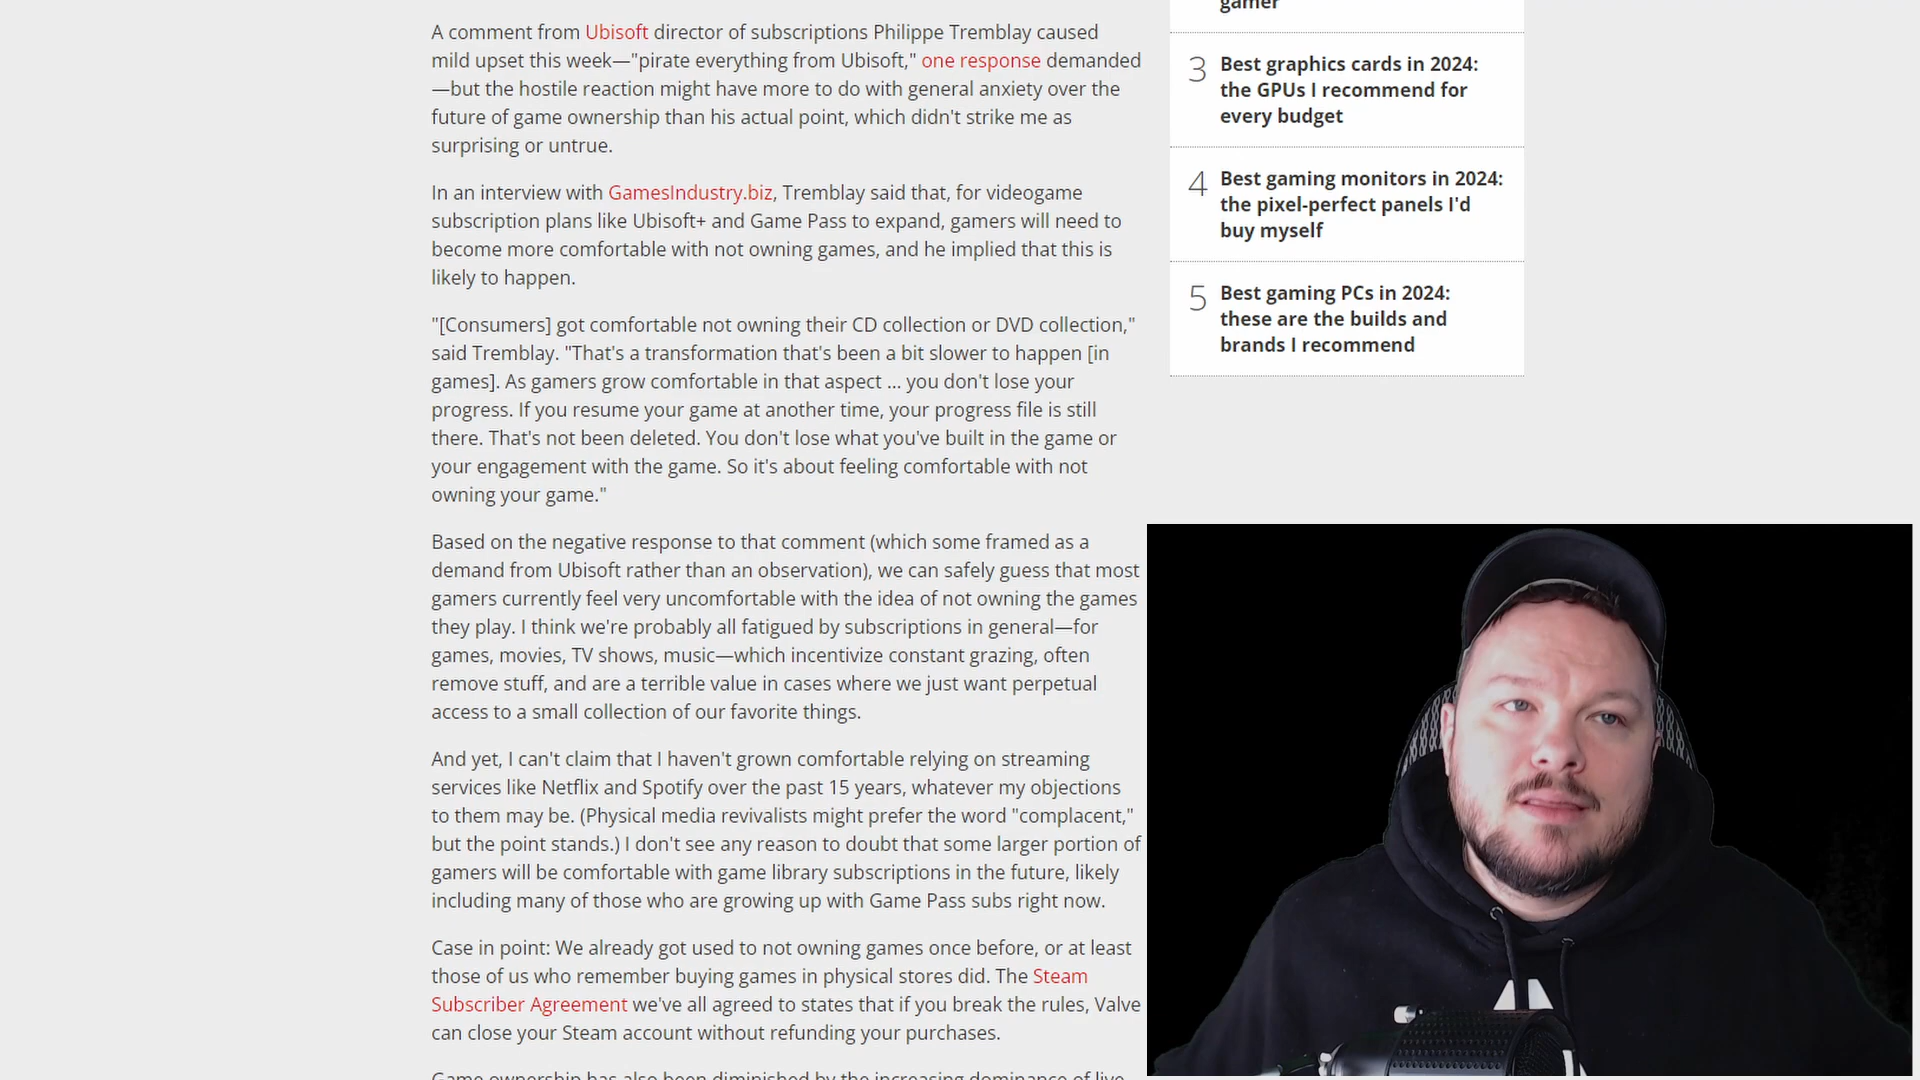 A comment from Ubisoft director of subscriptions Philippe Tremblay caused
mild upset this week—"pirate everything from Ubisoft," one response demanded
—but the hostile reaction might have more to do with general anxiety over the
future of game ownership than his actual point, which didn't strike me as
surprising or untrue.
In an interview with GamesIndustry.biz, Tremblay said that, for videogame
subscription plans like Ubisoft+ and Game Pass to expand, gamers will need to
become more comfortable with not owning games, and he implied that this is
likely to happen.
"[Consumers] got comfortable not owning their CD collection or DVD collection,"
said Tremblay. "That's a transformation that's been a bit slower to happen [in
games]. As gamers grow comfortable in that aspect ... you don't lose your
progress. If you resume your game at another time, your progress file is still
there. That's not been deleted. You don't lose what you've built in the game or
your engagement with the game. So it's about feeling comfortable with not
owning your game."
Based on the negative response to that comment (which some framed as a
demand from Ubisoft rather than an observation), we can safely guess that most
gamers currently feel very uncomfortable with the idea of not owning the games
they play. I think we're probably all fatigued by subscriptions in general—for
games, movies, TV shows, music—which incentivize constant grazing, often
remove stuff, and are a terrible value in cases where we just want perpetual
access to a small collection of our favorite things.
And yet, I can't claim that I haven't grown comfortable relying on streaming
services like Netflix and Spotify over the past 15 years, whatever my objections
to them may be. (Physical media revivalists might prefer the word "complacent,"
but the point stands.) I don't see any reason to doubt that some larger portion of
gamers will be comfortable with game library subscriptions in the future, likely
including many of those who are growing up with Game Pass subs right now.
Case in point: We already got used to not owning games once before, or at least
those of us who remember buying games in physical stores did. The Steam
Subscriber Agreement we've all agreed to states that if you break the rules, Valve
can close your Steam account without refunding your purchases.
Game ownership has also been diminished by the increasing dominance of live
gamer
3 Best graphics cards in 2024:
the GPUs I recommend for
every budget
4 Best gaming monitors in 2024:
the pixel-perfect panels I'd
buy myself
5 Best gaming PCs in 2024:
these are the builds and
brands I recommend